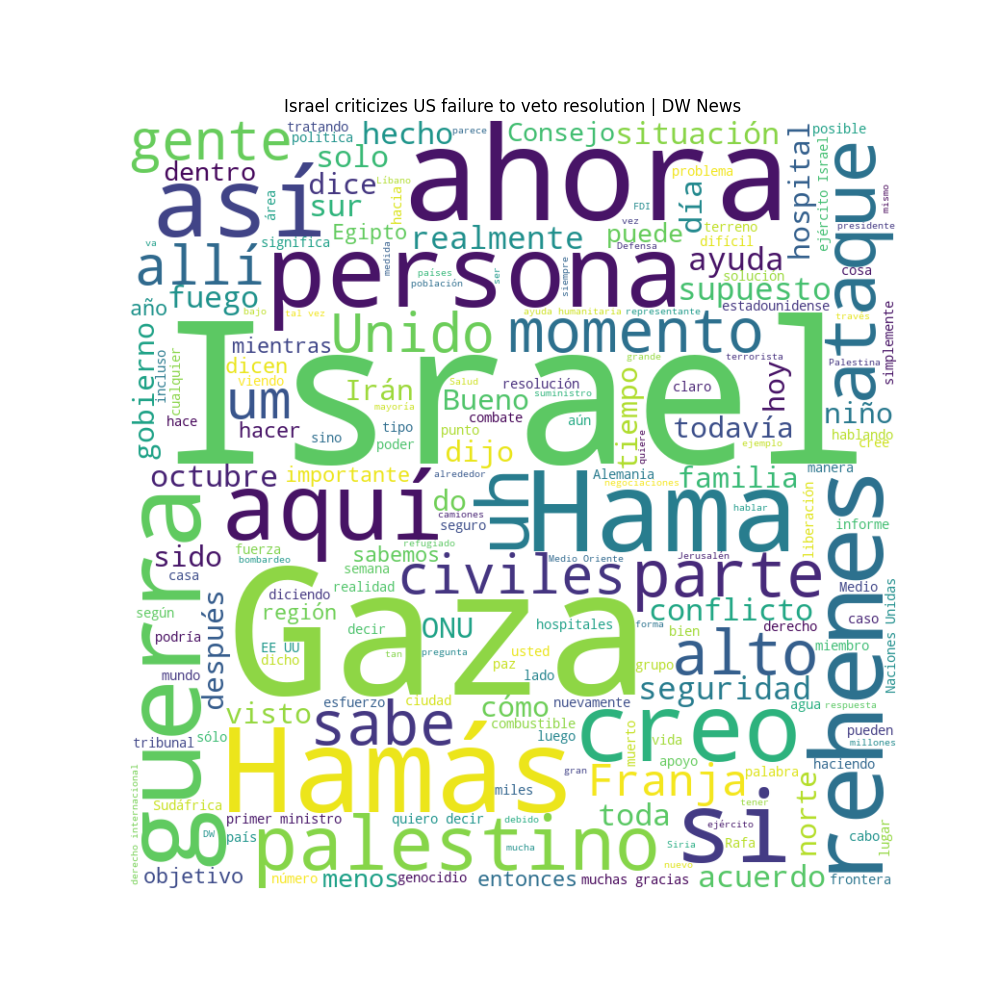 Israel criticizes US failure to veto resolution | DW News
gente
tratando
política
hecho
parece
Consejo
situación
posible
dentro
solo
Líbano
ahora
problema
hospital
ejército Israel
ataque
mismo
así
dice
sur
área
hacia
Egipto
realmente
FDI
vez
Defensa
puede
día
terreno
difícil
presidente
va
significa
allí
persona
medida
países
población
ser
siempre
ayuda
solución
cosa
fuego
supuesto
estadounidense
año
bajo
tal vez
Unido
ayuda humanitaria
representante
momento
través
gobierno
incluso
cualquier
mientras
dicen
viendo
Israel
grande
terrorista
Palestina
simplemente
um
Irán
Salud
Bueno
resolución
suministro
tiempo
claro
hoy
niño
hace
hacer
mayoría
combate
aún
sino
tipo
punto
poder
dijo
quiere
todavía
ejemplo
hablando
cree
octubre
importante
alrededor
Alemania
negociaciones
familia
manera
guerra
aquí
do
camiones
seguro
uh
Hama
hablar
liberación
informe
rehenes
sido
fuerza
bombardeo
refugiado
sabemos
semana
Medio Oriente
Jerusalén
casa
diciendo
realidad
civiles
parte
Medio
Naciones Unidas
según
después
región
decir
ONU
hospitales
forma
conflicto
bien
derecho
caso
podría
EE UU
dicho
Gaza
tan
pregunta
usted
paz
lado
grupo
alto
miembro
mundo
esfuerzo
ciudad
nuevamente
seguridad
agua
respuesta
visto
sabe
cómo
combustible
luego
creo
muerto
vida
apoyo
pueden
millones
tribunal
sólo
Hamás
gran
miles
Franja
palabra
haciendo
derecho internacional
Sudáfrica
DW
primer ministro
país
quiero decir
debido
mucha
toda
tener
si
ejército
norte
cabo
lugar
palestino
Siria
Rafa
nuevo
objetivo
número
menos
genocidio
entonces
muchas gracias
acuerdo
frontera